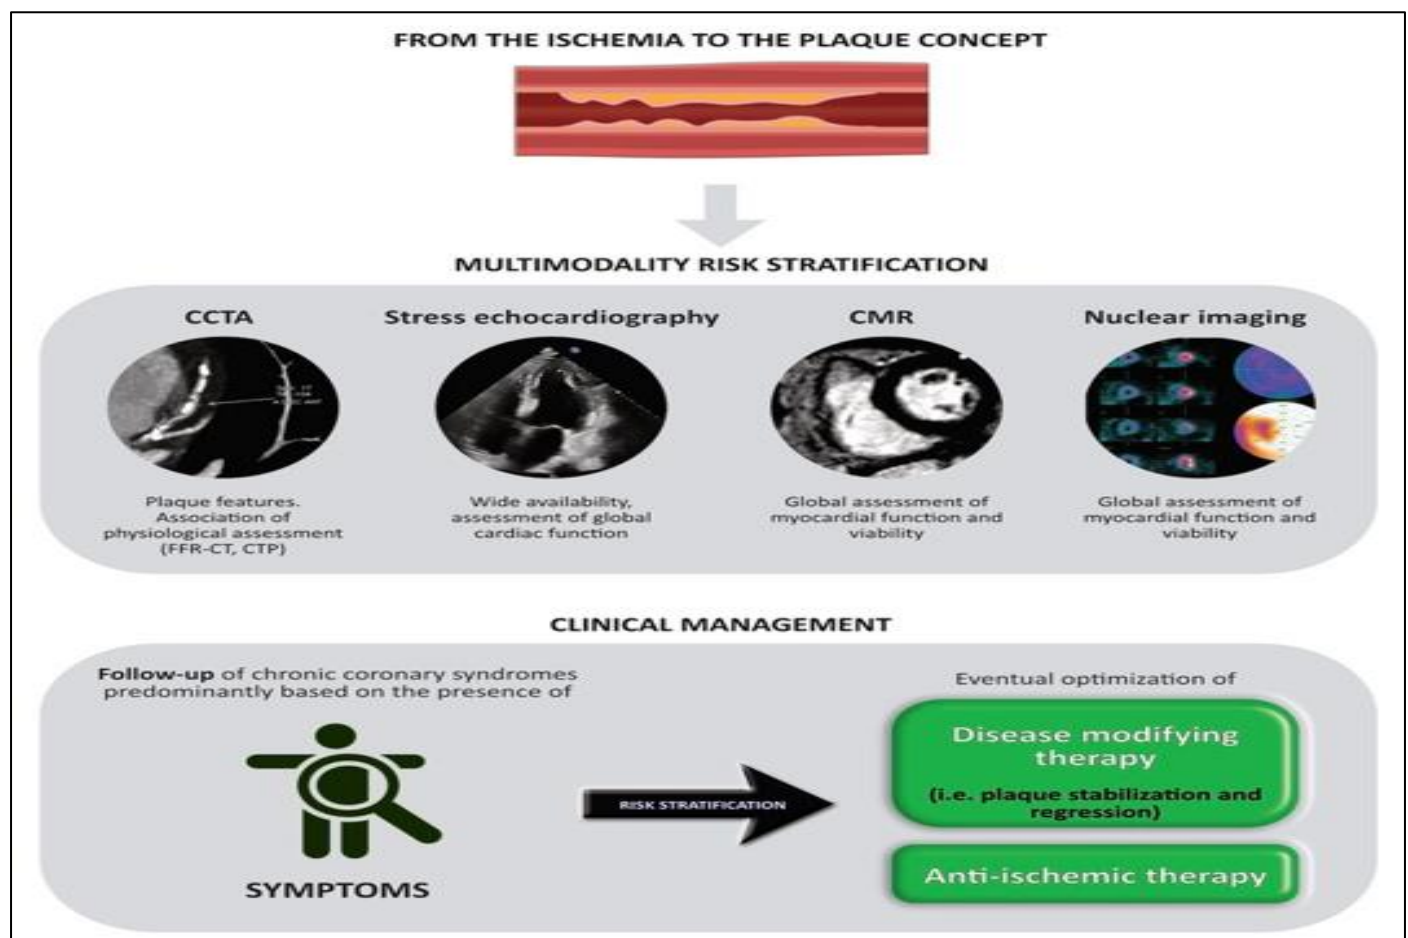 FROM THE ISCHEMIA TO THE PLAQUE CONCEPT
MULTIMODALITY RISK STRATIFICATION
CCTA
Plaque features.
Association of
physiological assessment
(FFR-CT, CTP)
Stress echocardiography
Wide availability,
assessment of global
cardiac function
CMR
Global assessment of
myocardial function and
viability
Nuclear imaging
Global assessment of
myocardial function and
viability
CLINICAL MANAGEMENT
Follow-up of chronic coronary syndromes
predominantly based on the presence of
SYMPTOMS
RISK STRATIFICATION
Eventual optimization of
Disease modifying
therapy
(i.e. plaque stabilization and
regression)
Anti-ischemic therapy